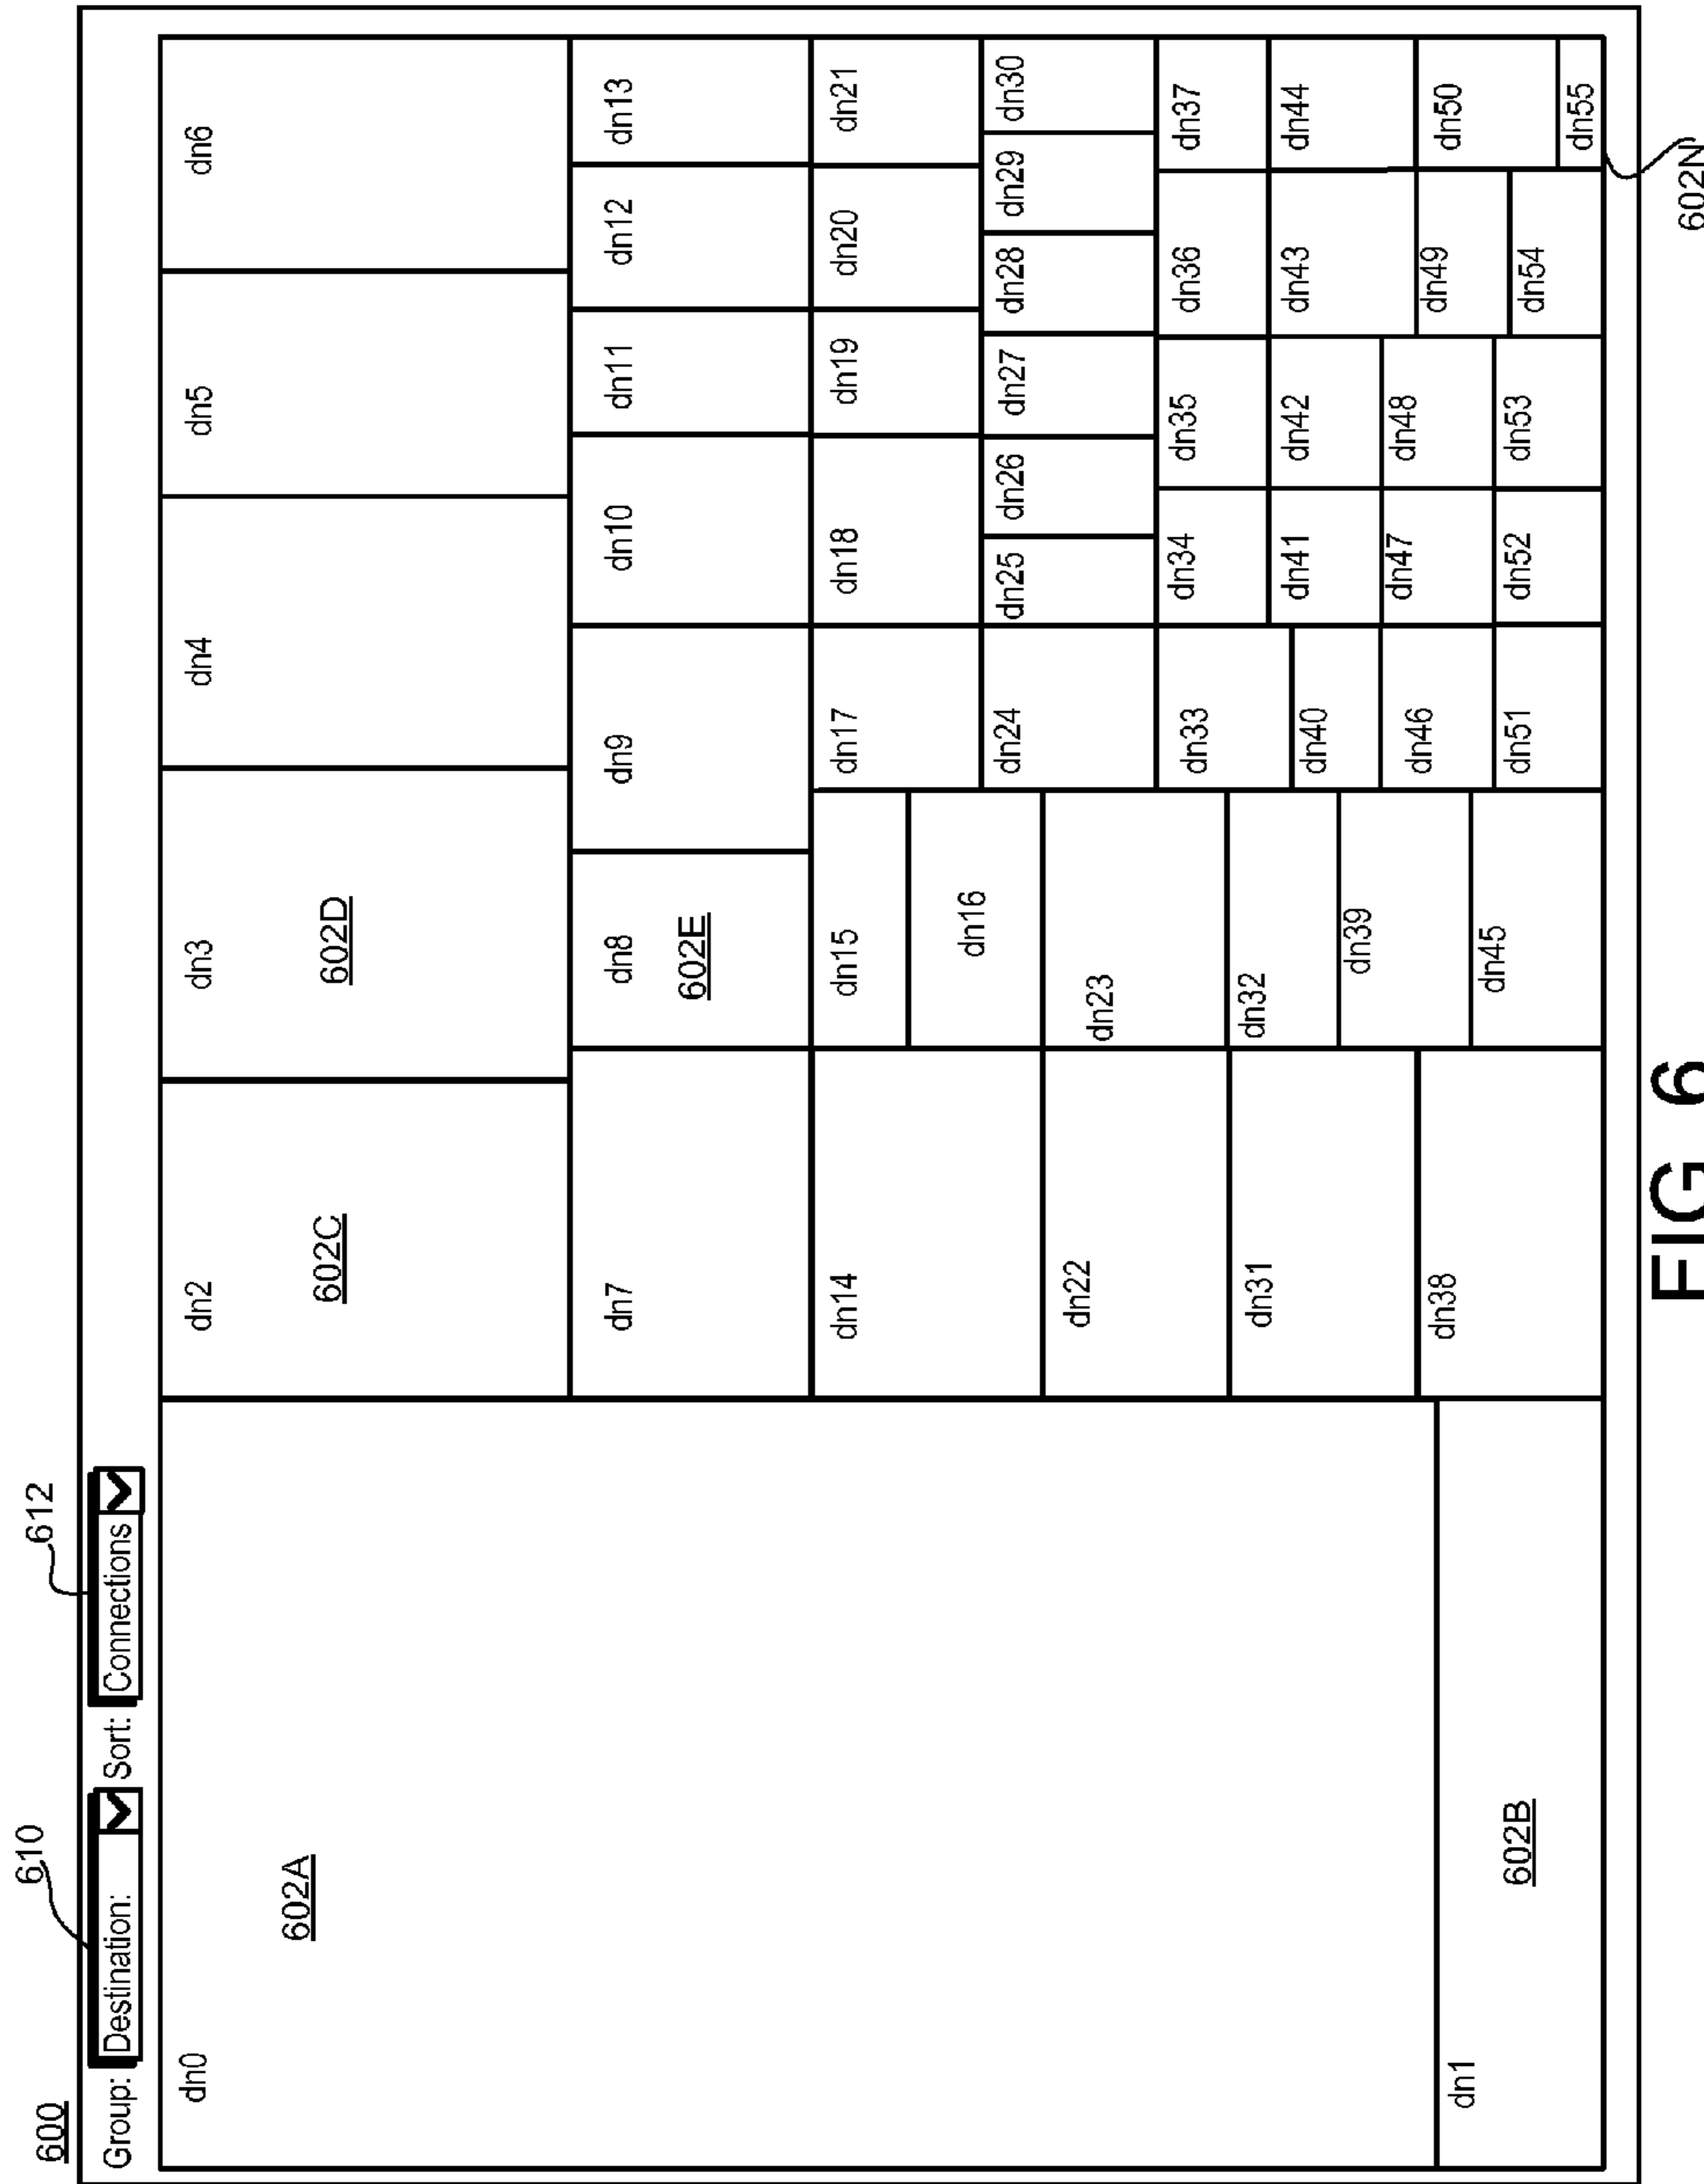 600
610
612
Group: Destination: Sort: Connections
dn0
602A
dn1
602B
dn2
602C
dn3
602D
dn4
dn5
dn6
dn7
dn8
602E
dn9
dn10
dn11
dn12
dn13
dn14
dn15
dn16
dn17
dn18
dn19
dn20
dn21
dn22
dn23
dn24
dn25
dn26
dn27
dn28
dn29
dn30
dn31
dn32
dn33
dn34
dn35
dn36
dn37
dn38
dn39
dn40
dn41
dn42
dn43
dn44
dn45
dn46
dn47
dn48
dn49
dn50
dn51
dn52
dn53
dn54
dn55
602N
FIG 6